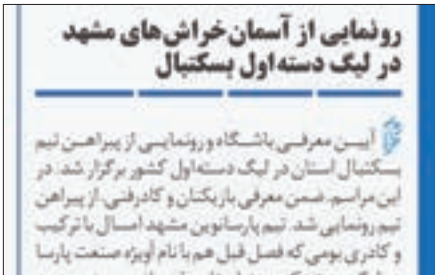 رونمایی از آسمان‌خراش‌های مشهد
در لیگ دسته‌اول بسکتبال
آیین معرفی باشگاه و رونمایی از پیراهن تیم
بسکتبال استان در لیگ دسته‌اول کشور برگزار شد. در
این مراسم، ضمن معرفی بازیکنان و کادرفنی، از پیراهن
تیم رونمایی شد. تیم پارسانوین مشهد امسال با ترکیب
و کادری بومی که فصل قبل هم با نام آویژه صنعت پارسا